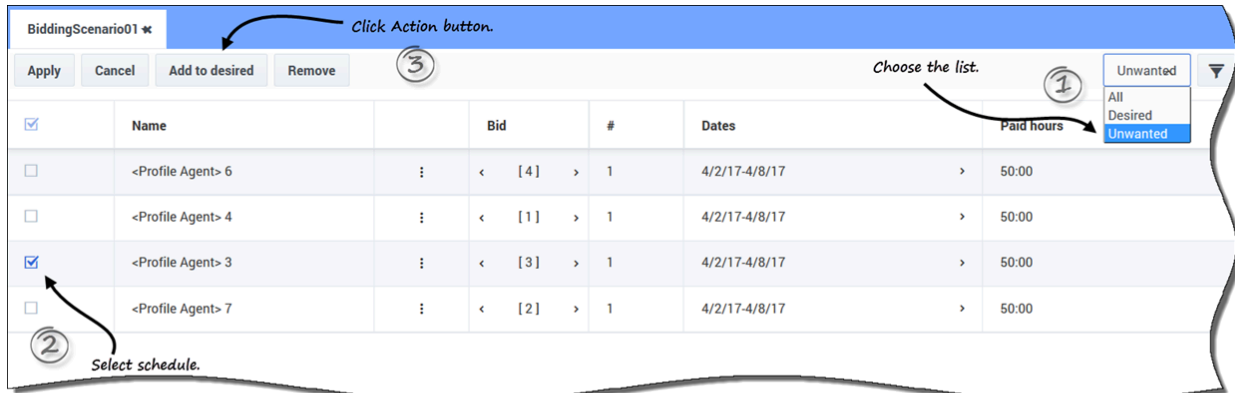 BiddingScenario01 ×
Click Action button.
Apply Cancel Add to desired Remove
3
Choose the list.
1
Unwanted
All
Desired
Unwanted
Name Bid # Dates Paid hours
<Profile Agent> 6 ⋮ ‹ [ 4 ] › 1 4/2/17-4/8/17 › 50:00
<Profile Agent> 4 ⋮ ‹ [ 1 ] › 1 4/2/17-4/8/17 › 50:00
<Profile Agent> 3 ⋮ ‹ [ 3 ] › 1 4/2/17-4/8/17 › 50:00
<Profile Agent> 7 ⋮ ‹ [ 2 ] › 1 4/2/17-4/8/17 › 50:00
2
Select schedule.